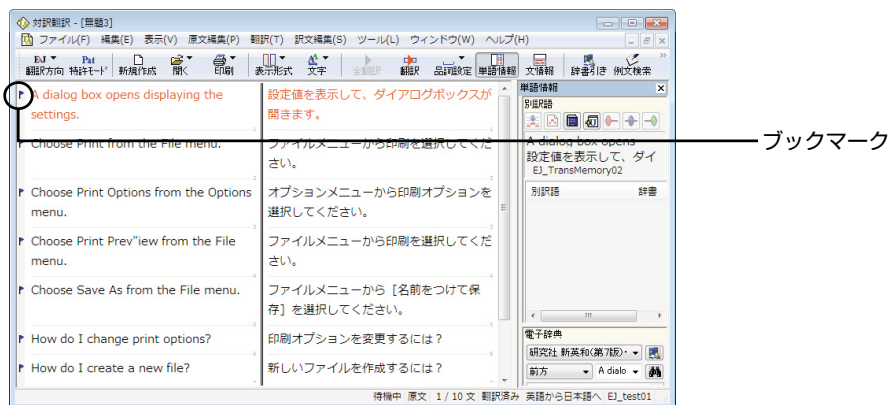 対訳翻訳 - [無題3]
ファイル(F) 編集(E) 表示(V) 原文編集(P) 翻訳(T) 訳文編集(S) ツール(L) ウィンドウ(W) ヘルプ(H)
EJ Pat
翻訳方向 特許モード 新規作成 開く 印刷 表示形式 文字 全翻訳 翻訳 品詞設定 単語情報 文情報 辞書引き 例文検索
A dialog box opens displaying the
settings.
設定値を表示して、ダイアログボックスが
開きます。
Choose Print from the File menu.
ファイルメニューから印刷を選択してくだ
さい。
Choose Print Options from the Options
menu.
オプションメニューから印刷オプションを
選択してください。
Choose Print Prev"iew from the File
menu.
ファイルメニューから印刷を選択してくだ
さい。
Choose Save As from the File menu.
ファイルメニューから [名前をつけて保
存] を選択してください。
How do I change print options?
印刷オプションを変更するには?
How do I create a new file?
新しいファイルを作成するには?
単語情報
別訳語
A dialog box opens
設定値を表示して、ダイ
EJ_TransMemory02
別訳語 辞書
電子辞典
研究社 新英和(第7版)・
前方 A dialo
待機中 原文 1 / 10 文 翻訳済み 英語から日本語へ EJ_test01
ブックマーク